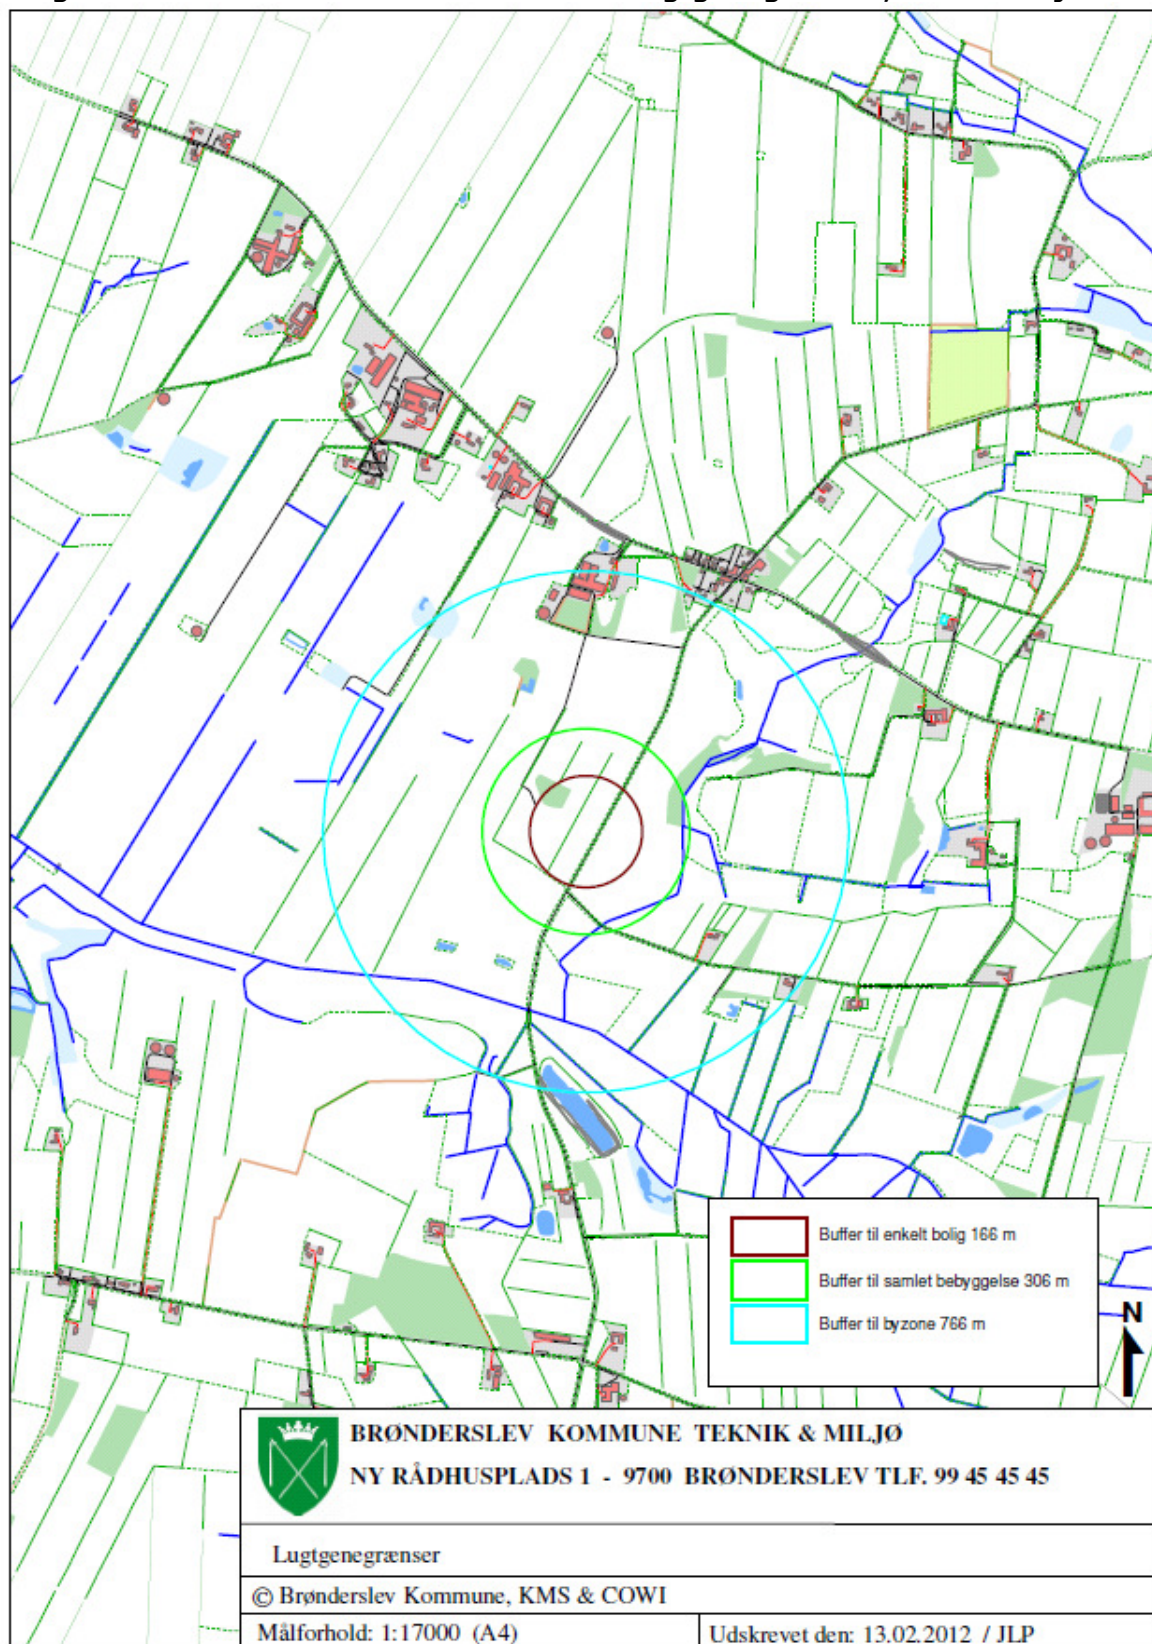 Buffer til enkelt bolig 166 m
Buffer til samlet bebyggelse 306 m
Buffer til byzone 766 m
N
BRØNDERSLEV KOMMUNE TEKNIK & MILJØ
NY RÅDHUSPLADS 1 - 9700 BRØNDERSLEV TLF. 99 45 45 45
Lugtgenegrænser
© Brønderslev Kommune, KMS & COWI
Målforhold: 1:17000 (A4)
Udskrevet den: 13.02.2012 / JLP